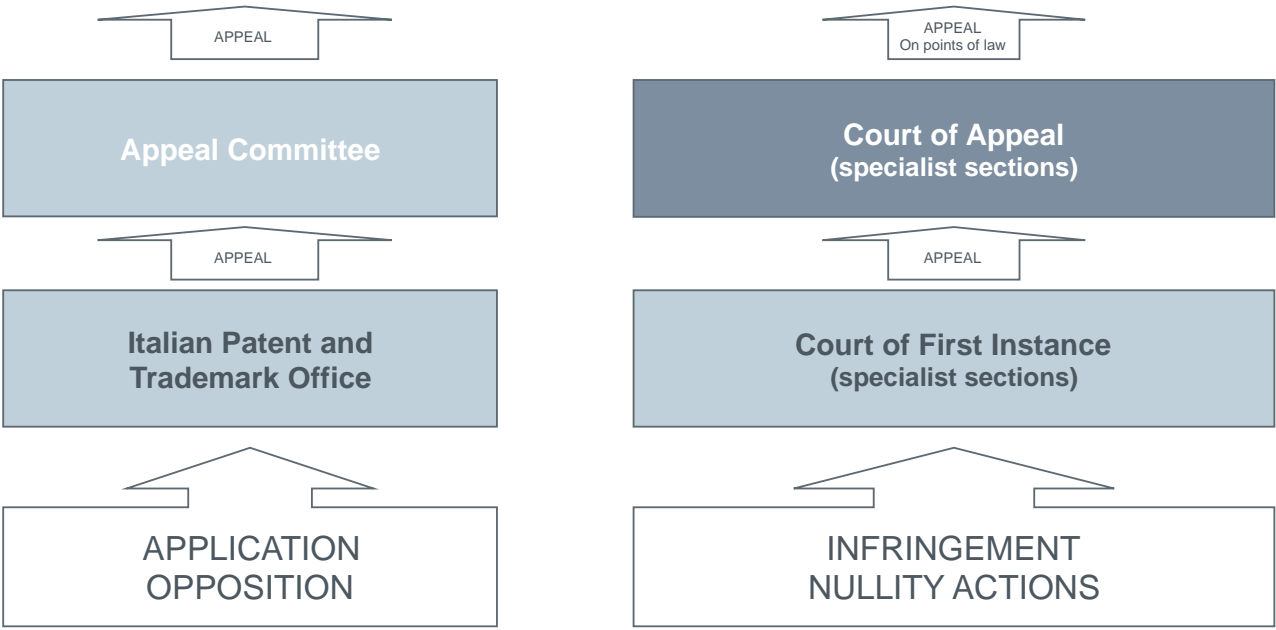 APPEAL
Appeal Committee
APPEAL
Italian Patent and
Trademark Office
APPLICATION
OPPOSITION
APPEAL
On points of law
Court of Appeal
(specialist sections)
APPEAL
Court of First Instance
(specialist sections)
INFRINGEMENT
NULLITY ACTIONS